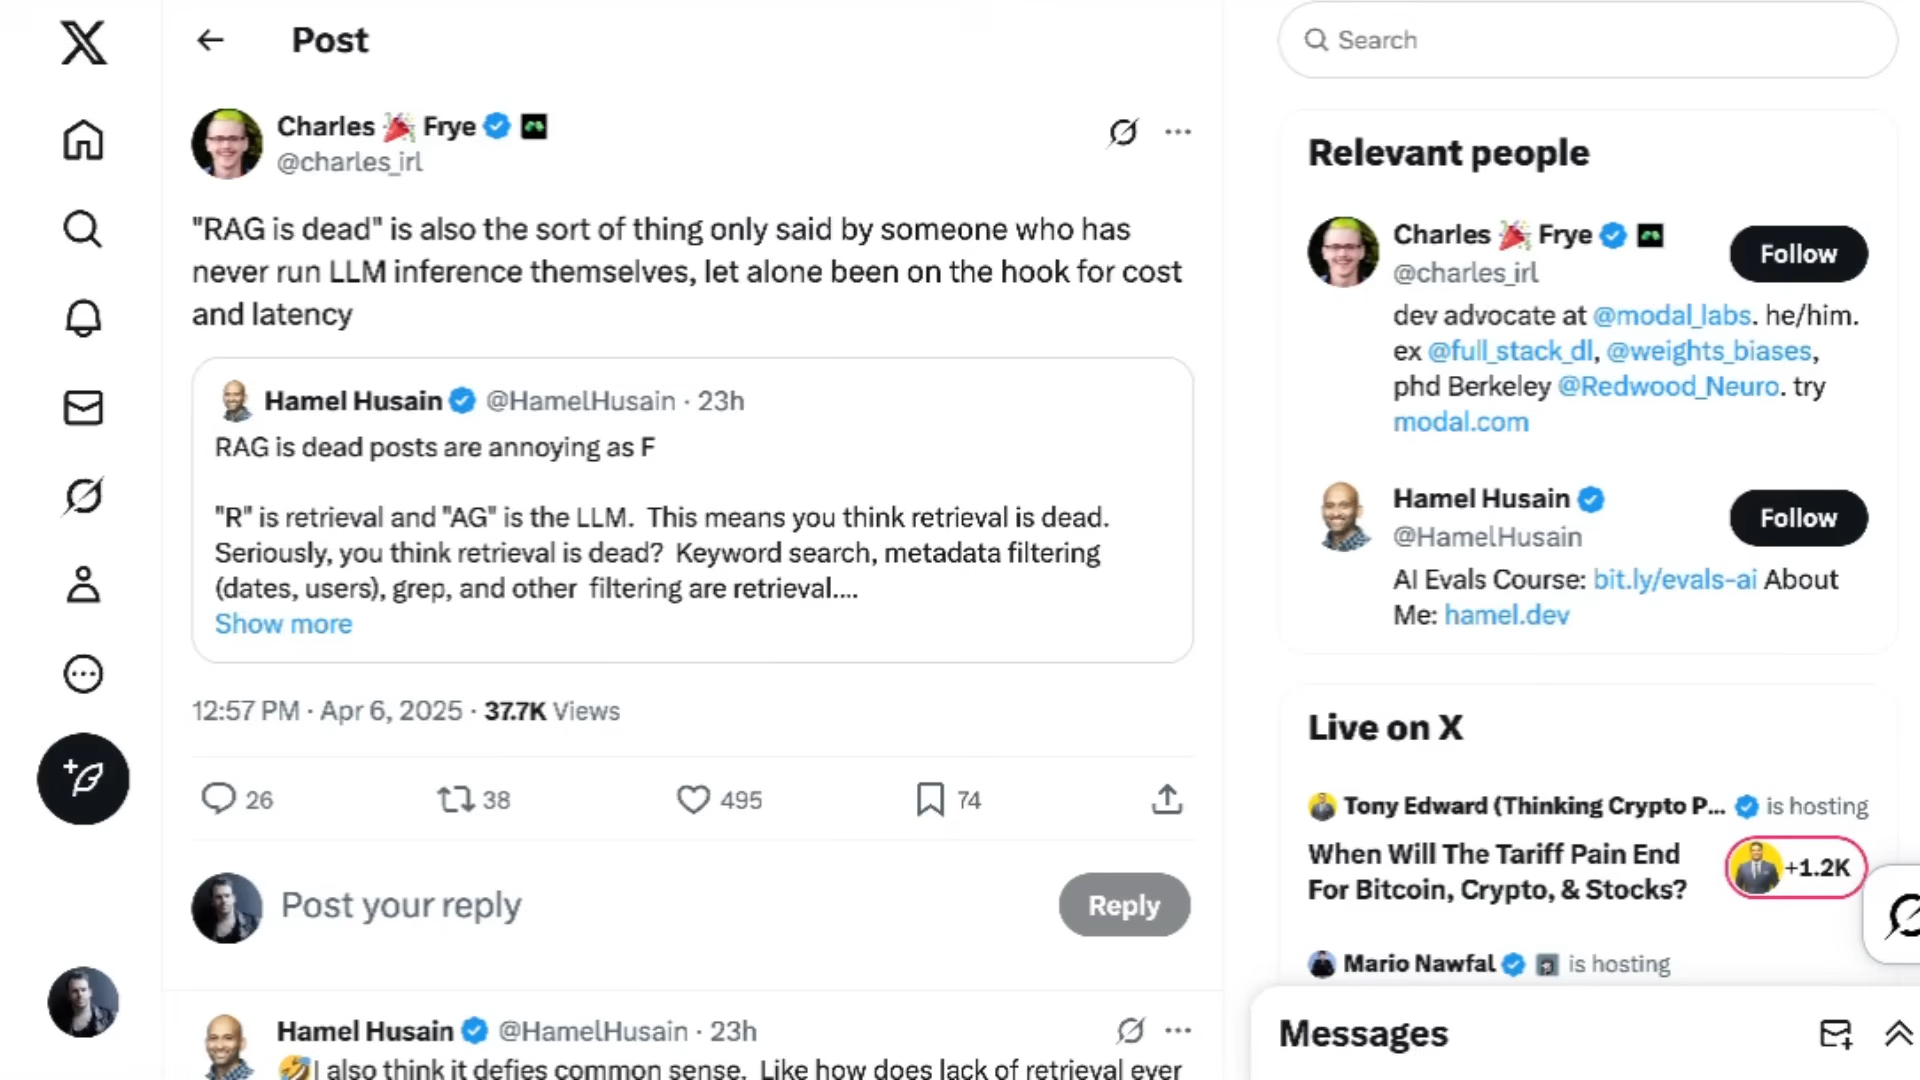 Post
Charles 🎉 Frye
@charles_irl
"RAG is dead" is also the sort of thing only said by someone who has
never run LLM inference themselves, let alone been on the hook for cost
and latency
Hamel Husain @HamelHusain · 23h
RAG is dead posts are annoying as F
"R" is retrieval and "AG" is the LLM. This means you think retrieval is dead.
Seriously, you think retrieval is dead? Keyword search, metadata filtering
(dates, users), grep, and other filtering are retrieval....
Show more
12:57 PM · Apr 6, 2025 · 37.7K Views
26 38 495 74
Post your reply
Reply
Hamel Husain @HamelHusain · 23h
🤣I also think it defies common sense. Like how does lack of retrieval ever
Search
Relevant people
Charles 🎉 Frye
@charles_irl
Follow
dev advocate at @modal_labs. he/him.
ex @full_stack_dl, @weights_biases,
phd Berkeley @Redwood_Neuro. try
modal.com
Hamel Husain
@HamelHusain
Follow
AI Evals Course: bit.ly/evals-ai About
Me: hamel.dev
Live on X
Tony Edward (Thinking Crypto P... is hosting
When Will The Tariff Pain End
For Bitcoin, Crypto, & Stocks?
+1.2K
Mario Nawfal is hosting
Messages